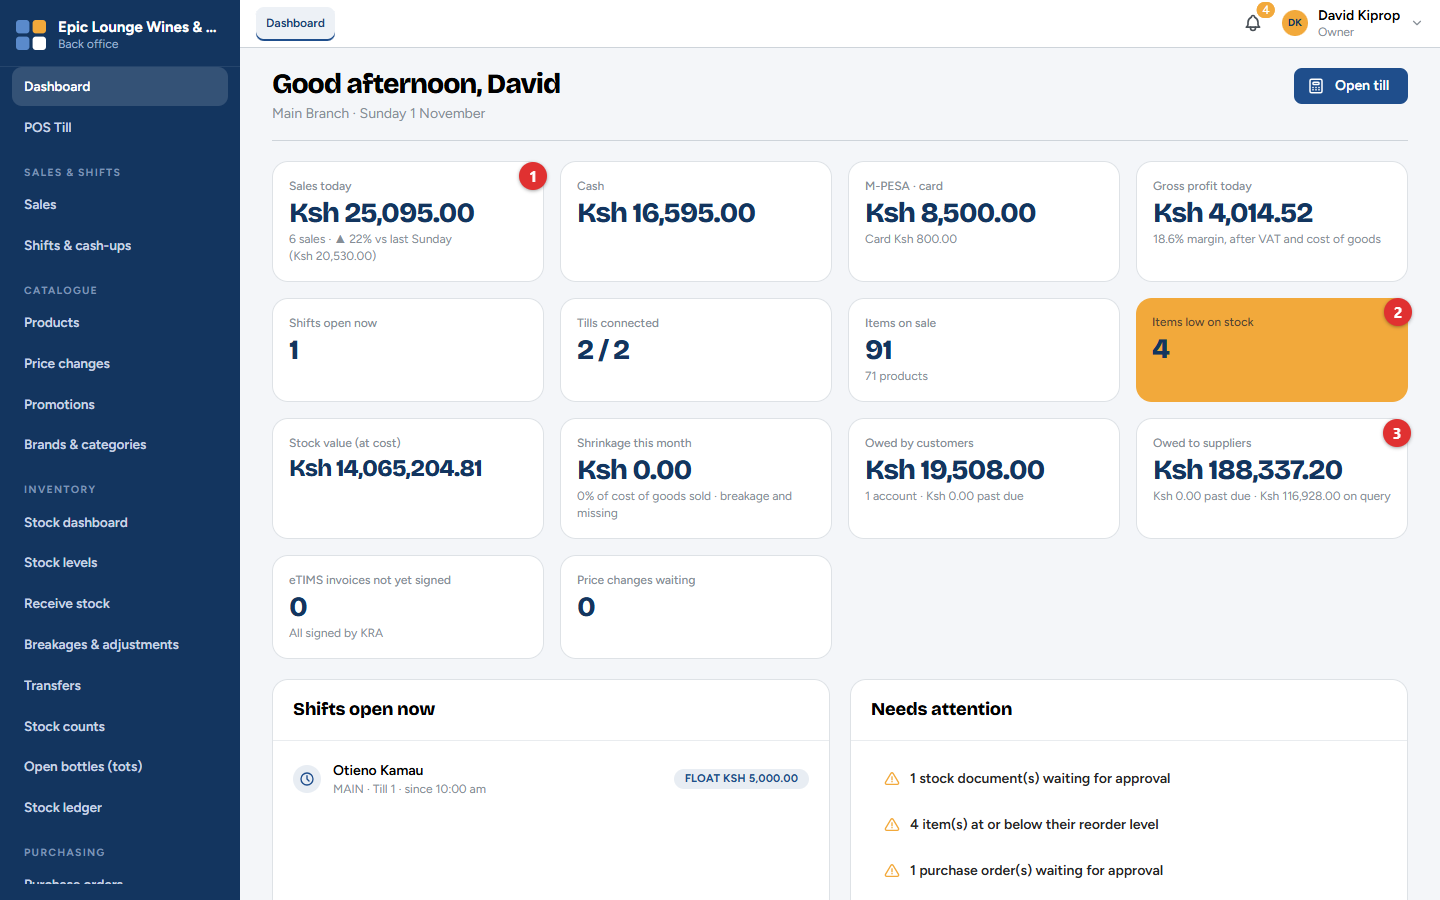 Epic Lounge Wines & ...
Back office
Dashboard
POS Till
SALES & SHIFTS
Sales
Shifts & cash-ups
CATALOGUE
Products
Price changes
Promotions
Brands & categories
INVENTORY
Stock dashboard
Stock levels
Receive stock
Breakages & adjustments
Transfers
Stock counts
Open bottles (tots)
Stock ledger
PURCHASING
Purchase orders
Dashboard
4
DK
David Kiprop
Owner
Good afternoon, David
Main Branch · Sunday 1 November
Open till
Sales today
1
Ksh 25,095.00
6 sales · ▲ 22% vs last Sunday
(Ksh 20,530.00)
Cash
Ksh 16,595.00
M-PESA · card
Ksh 8,500.00
Card Ksh 800.00
Gross profit today
Ksh 4,014.52
18.6% margin, after VAT and cost of goods
Shifts open now
1
Tills connected
2 / 2
Items on sale
91
71 products
Items low on stock
2
4
Stock value (at cost)
Ksh 14,065,204.81
Shrinkage this month
Ksh 0.00
0% of cost of goods sold · breakage and
missing
Owed by customers
Ksh 19,508.00
1 account · Ksh 0.00 past due
Owed to suppliers
3
Ksh 188,337.20
Ksh 0.00 past due · Ksh 116,928.00 on query
eTIMS invoices not yet signed
0
All signed by KRA
Price changes waiting
0
Shifts open now
Otieno Kamau
MAIN · Till 1 · since 10:00 am
FLOAT KSH 5,000.00
Needs attention
1 stock document(s) waiting for approval
4 item(s) at or below their reorder level
1 purchase order(s) waiting for approval